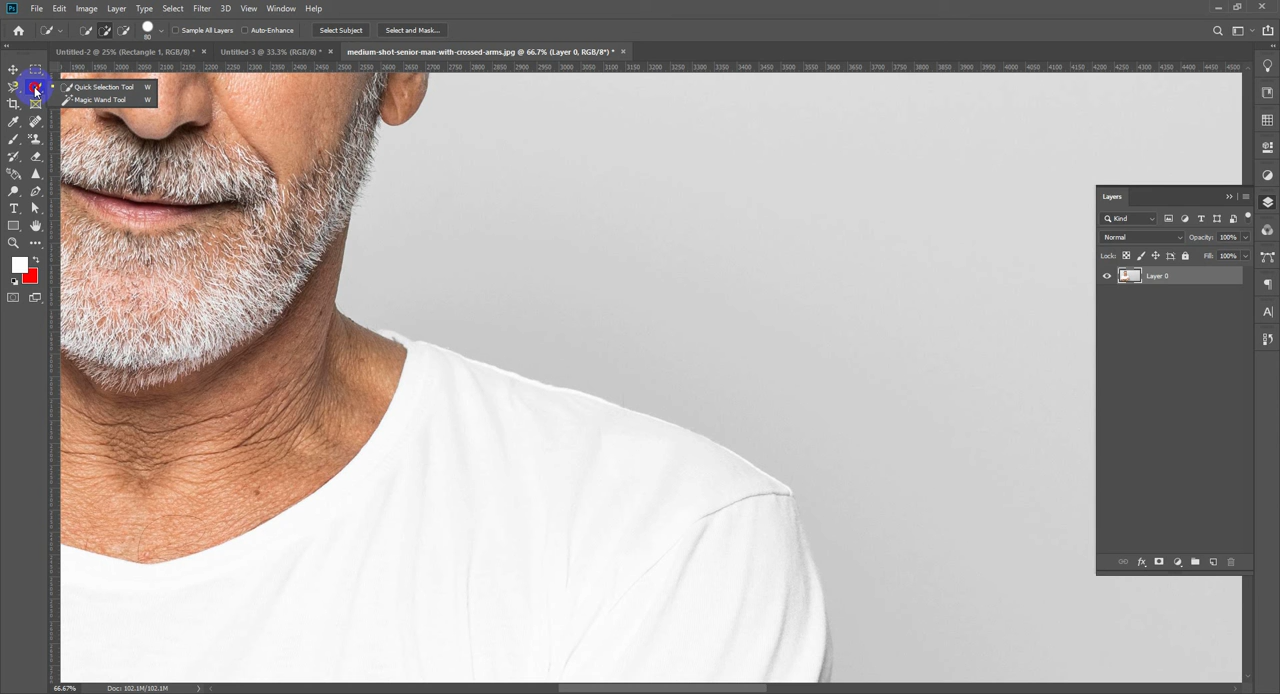 Ps File Edit Image Layer Type Select Filter 3D View Window Help
80 Sample All Layers Auto-Enhance Select Subject Select and Mask...
Untitled-2 @ 25% (Rectangle 1, RGB/8) * × Untitled-3 @ 33.3% (RGB/8) * × medium-shot-senior-man-with-crossed-arms.jpg @ 66.7% (Layer 0, RGB/8*) * ×
1900 1950 2000 2050 2100 2150 2200 2250 2300 2350 2400 2450 2500 2550 2600 2650 2700 2750 2800 2850 2900 2950 3000 3050 3100 3150 3200 3250 3300 3350 3400 3450 3500 3550 3600 3650 3700 3750 3800 3850 3900 3950 4000 4050 4100 4150 4200 4250 4300 4350 4400 4450 4500
Quick Selection Tool W
Magic Wand Tool W
Layers
Kind
Normal Opacity: 100%
Lock: Fill: 100%
Layer 0
fx
66.67% Doc: 102.1M/102.1M